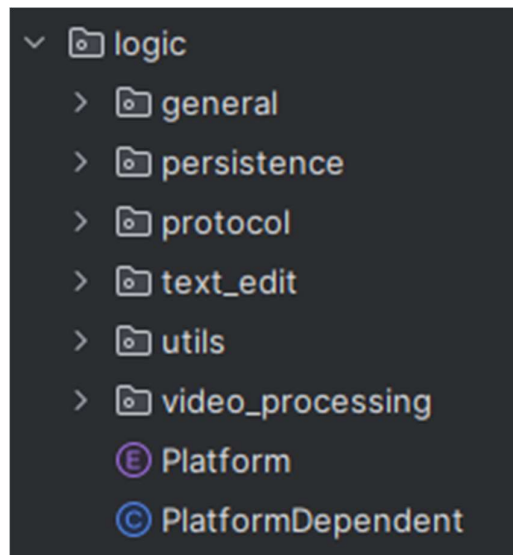 logic
general
persistence
protocol
text_edit
utils
video_processing
E Platform
C PlatformDependent